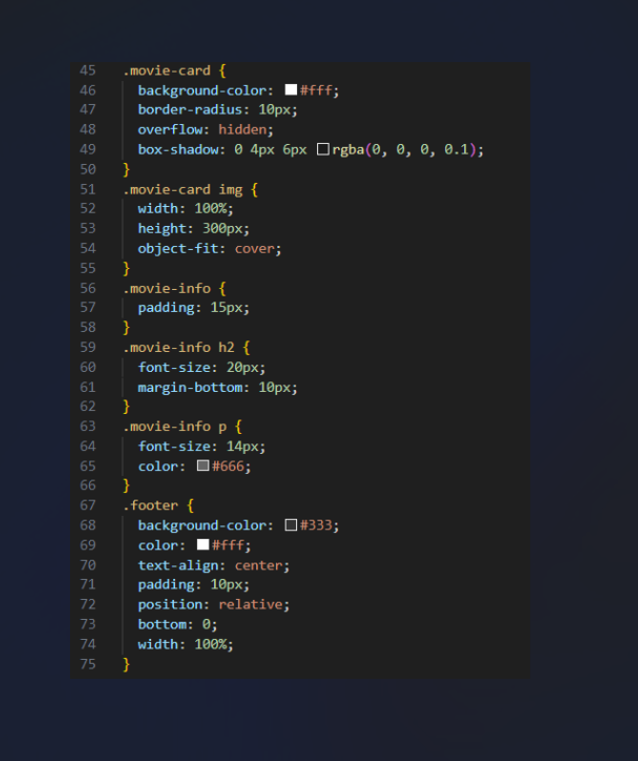 45 .movie-card {
46 background-color: #fff;
47 border-radius: 10px;
48 overflow: hidden;
49 box-shadow: 0 4px 6px rgba(0, 0, 0, 0.1);
50 }
51 .movie-card img {
52 width: 100%;
53 height: 300px;
54 object-fit: cover;
55 }
56 .movie-info {
57 padding: 15px;
58 }
59 .movie-info h2 {
60 font-size: 20px;
61 margin-bottom: 10px;
62 }
63 .movie-info p {
64 font-size: 14px;
65 color: #666;
66 }
67 .footer {
68 background-color: #333;
69 color: #fff;
70 text-align: center;
71 padding: 10px;
72 position: relative;
73 bottom: 0;
74 width: 100%;
75 }